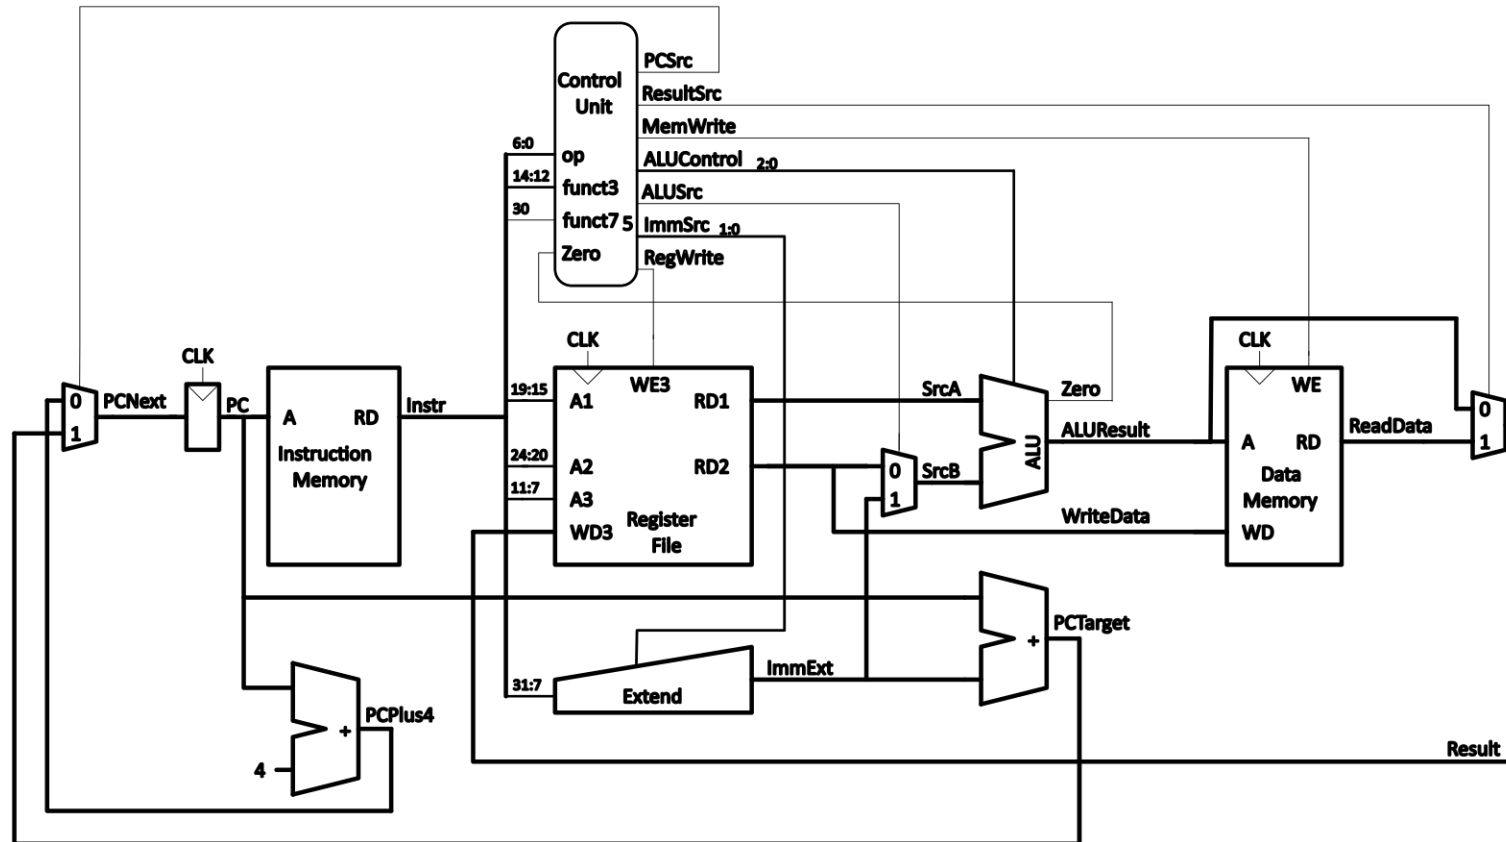 Control
Unit
op
funct3
funct7 5
Zero
6:0
14:12
30
PCSrc
ResultSrc
MemWrite
ALUControl 2:0
ALUSrc
ImmSrc 1:0
RegWrite
0
1
PCNext
CLK
PC
A
RD
Instruction
Memory
Instr
19:15
24:20
11:7
31:7
CLK
WE3
A1
RD1
A2
RD2
A3
WD3
Register
File
Extend
ImmExt
0
1
SrcA
SrcB
ALU
Zero
ALUResult
WriteData
+
PCTarget
CLK
WE
A
RD
Data
Memory
WD
ReadData
0
1
4
+
PCPlus4
Result